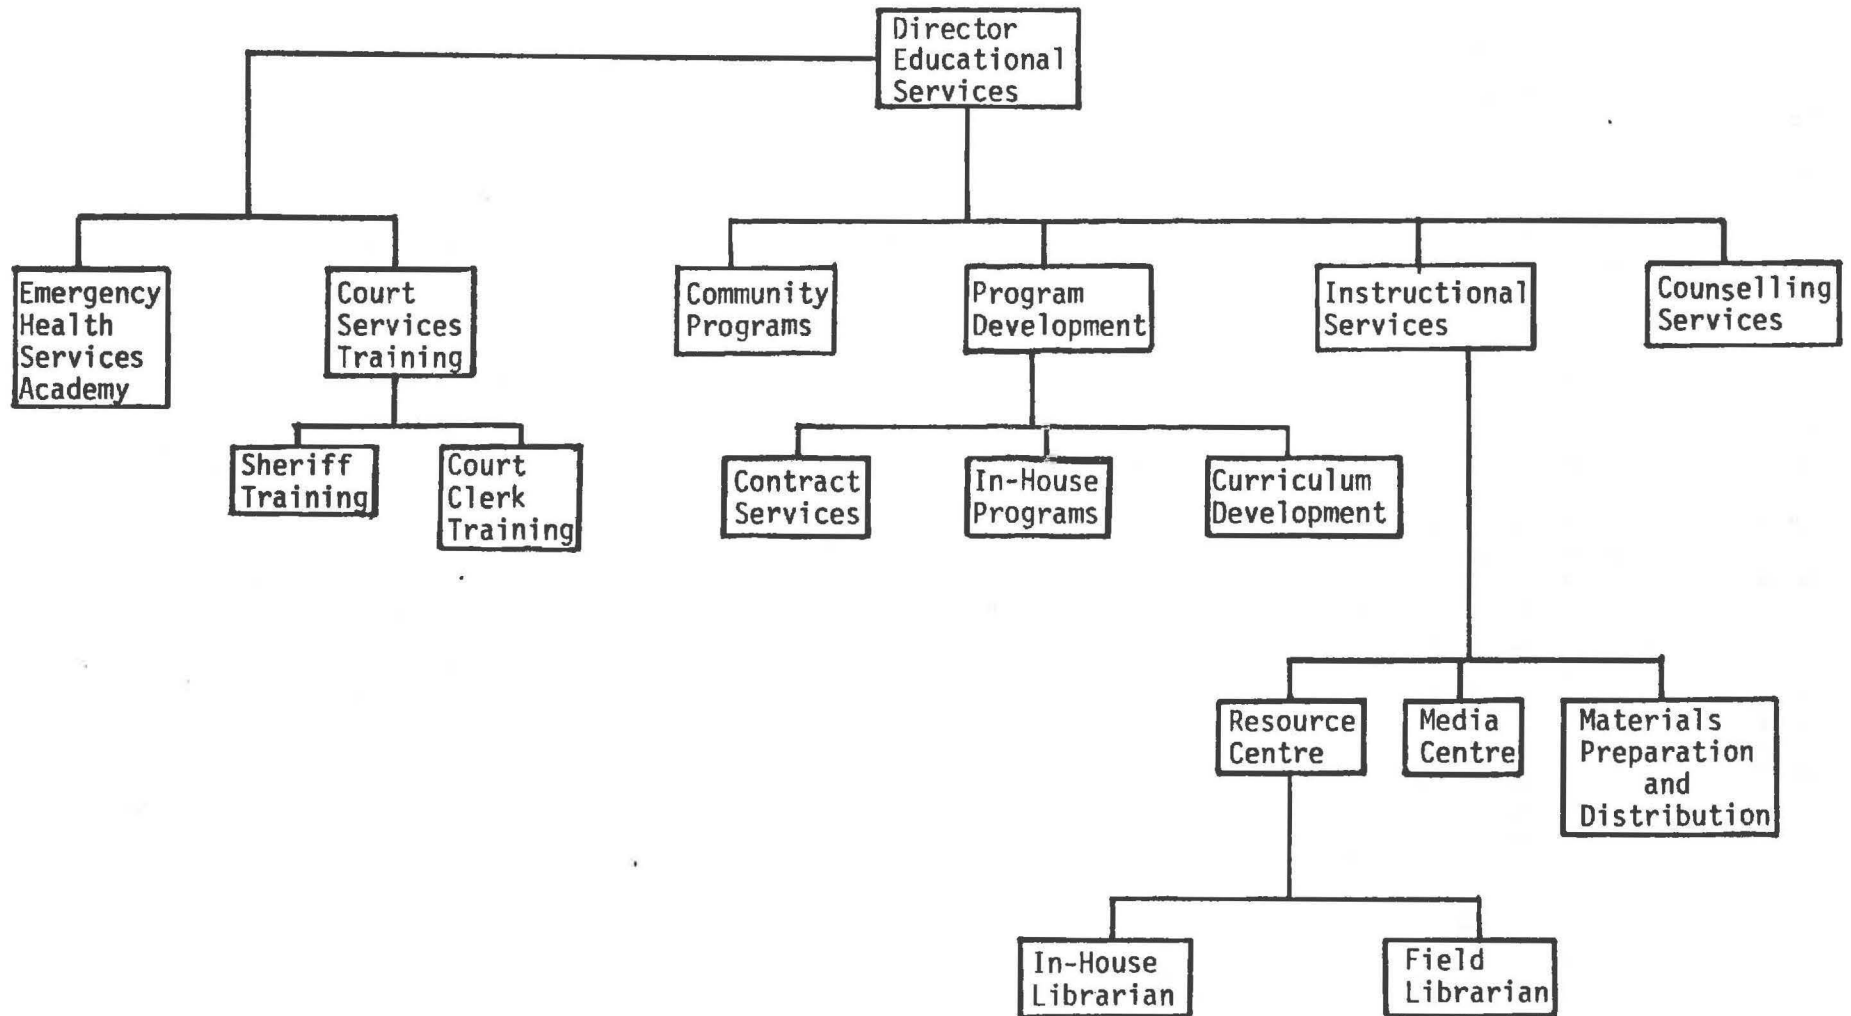 Director
Educational
Services
Emergency
Health
Services
Academy
Court
Services
Training
Community
Programs
Program
Development
Instructional
Services
Counselling
Services
Sheriff
Training
Court
Clerk
Training
Contract
Services
In-House
Programs
Curriculum
Development
Resource
Centre
Media
Centre
Materials
Preparation
and
Distribution
In-House
Librarian
Field
Librarian